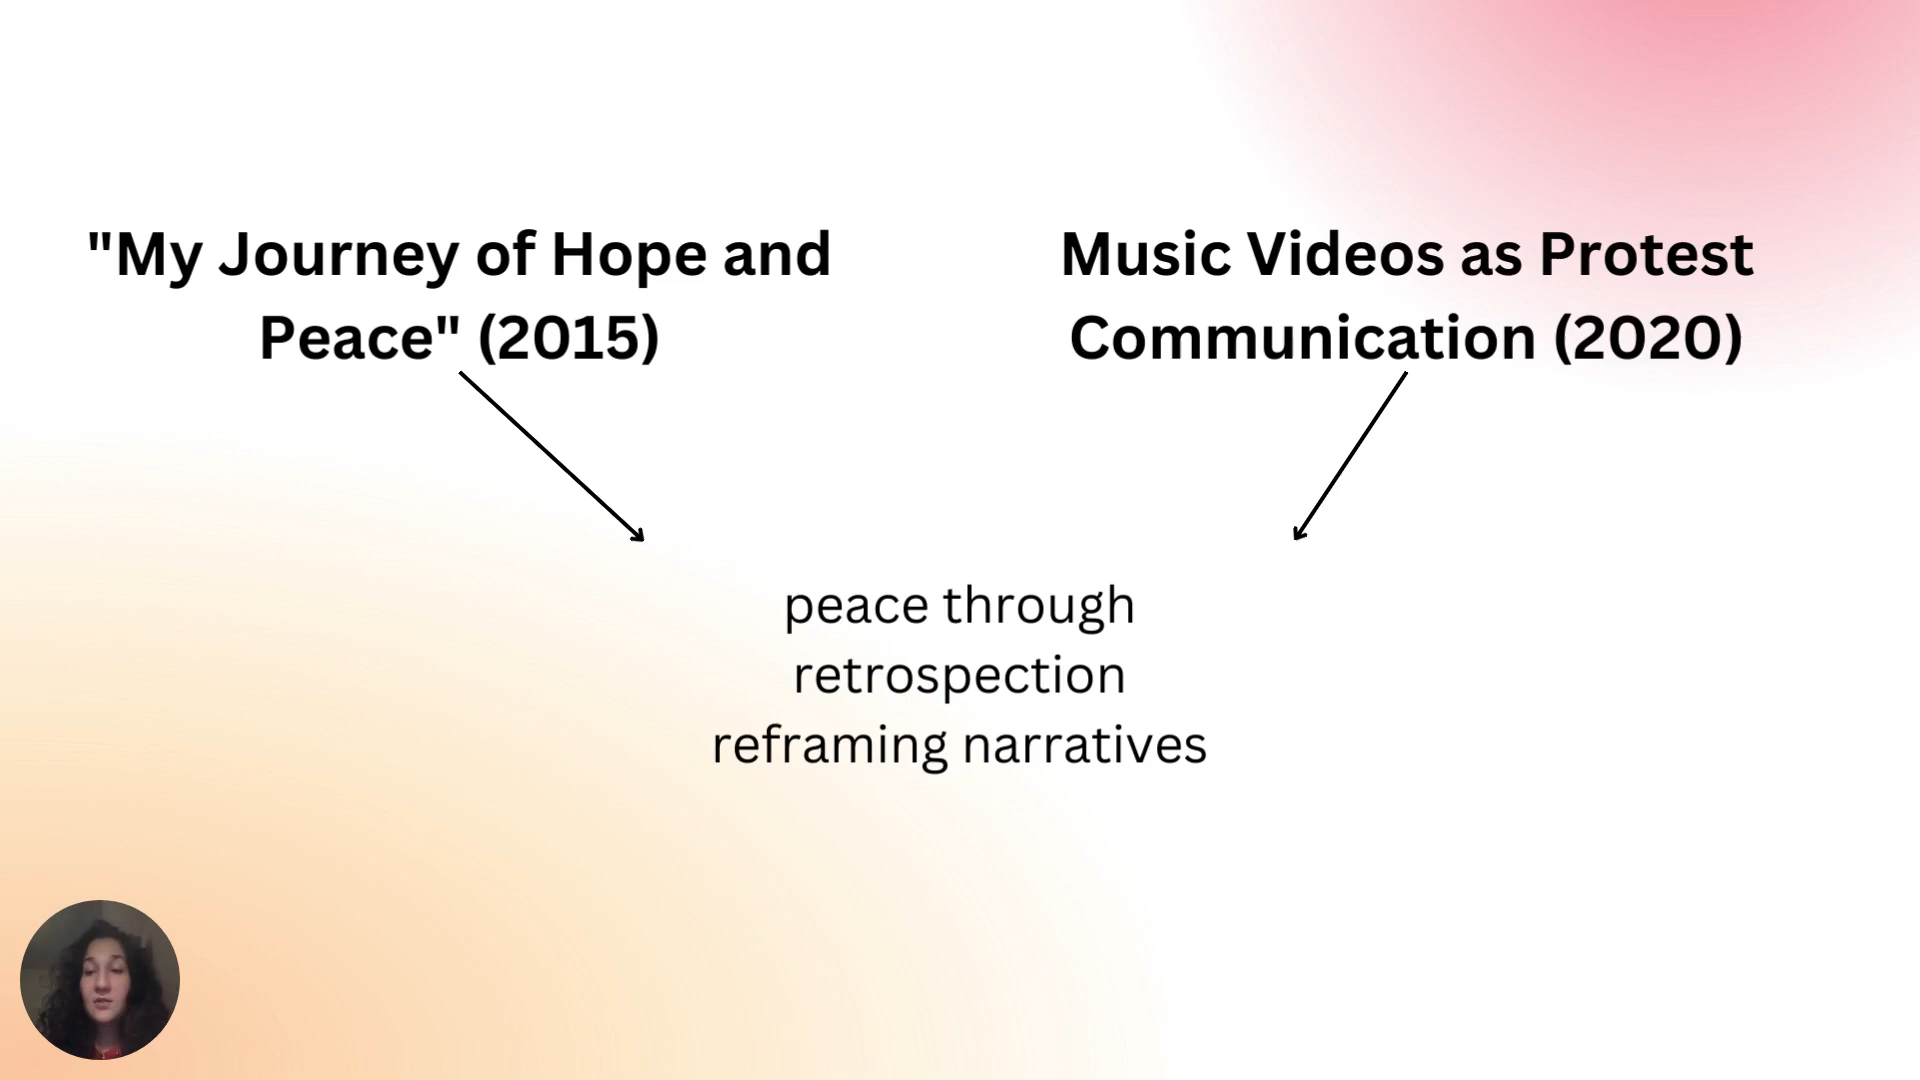 "My Journey of Hope and
Peace" (2015)
Music Videos as Protest
Communication (2020)
peace through
retrospection
reframing narratives